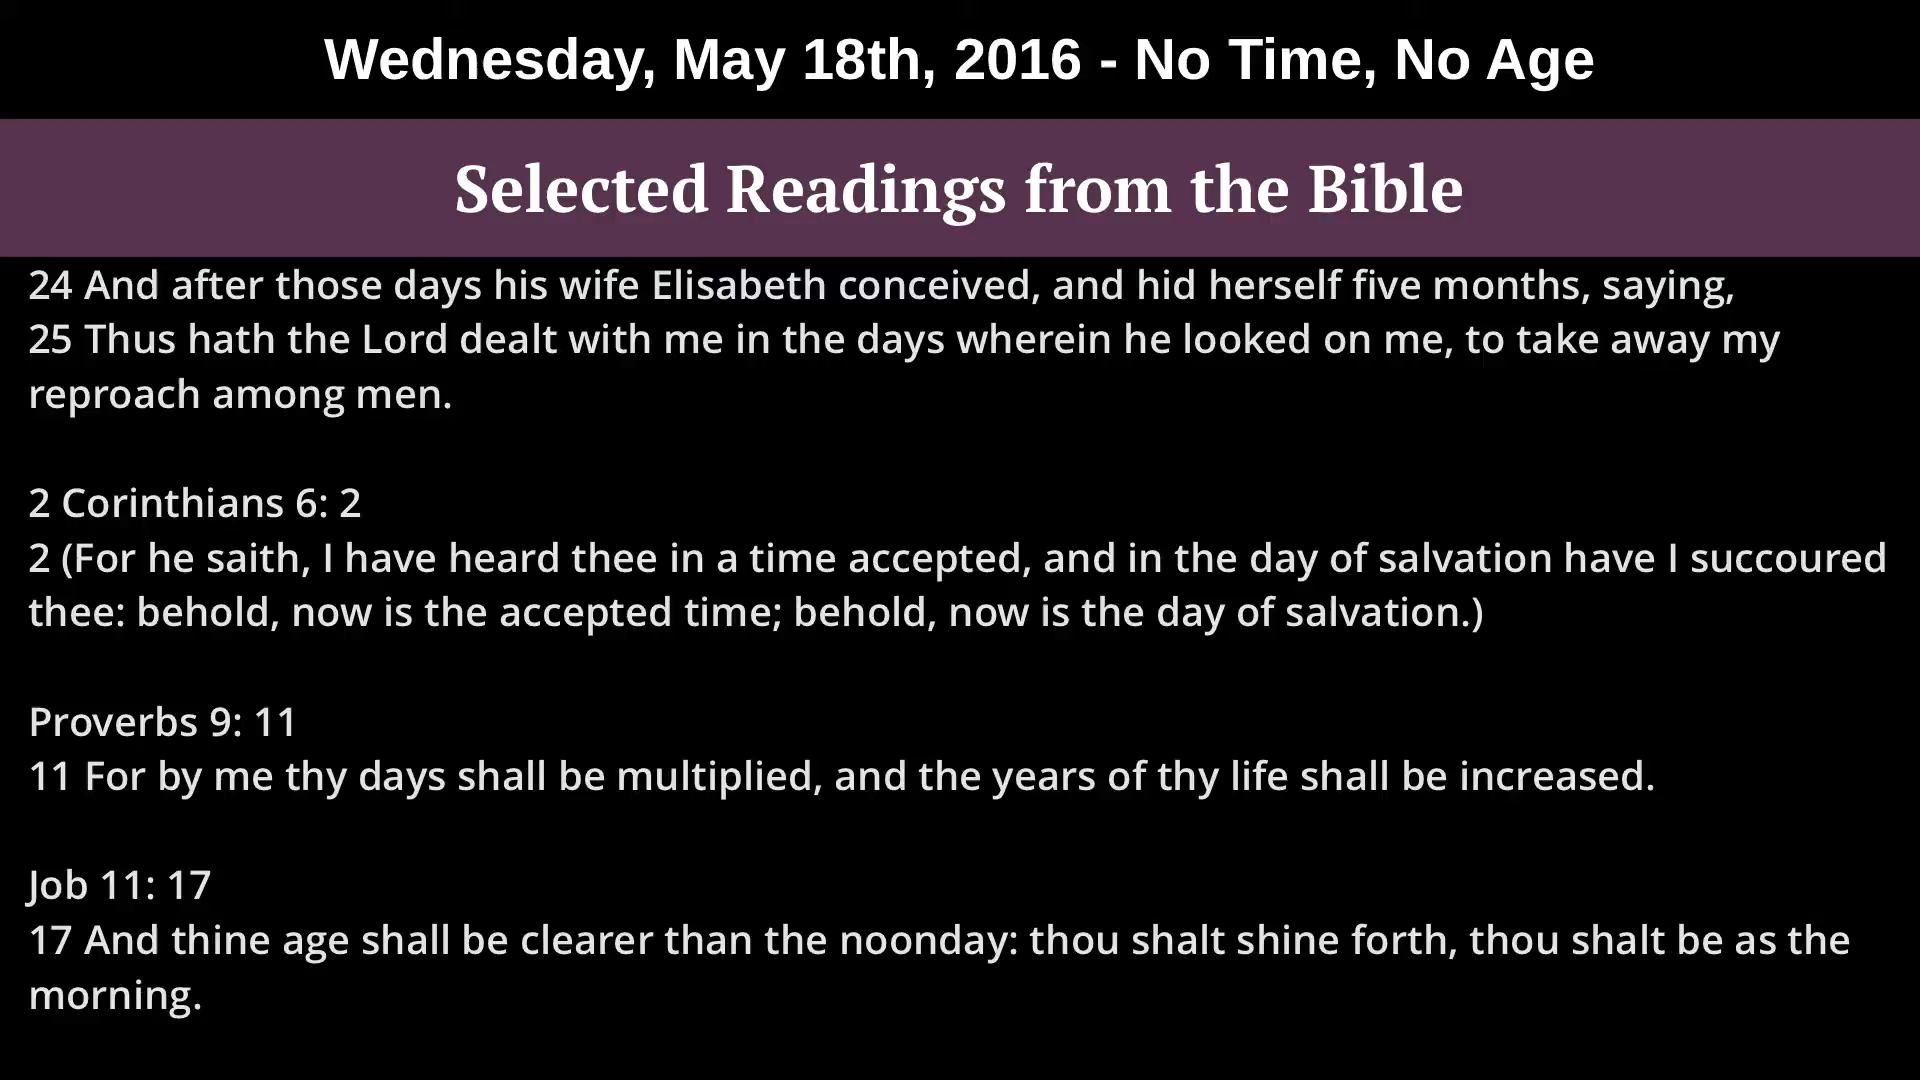 Wednesday, May 18th, 2016 - No Time, No Age
Selected Readings from the Bible
24 And after those days his wife Elisabeth conceived, and hid herself five months, saying,
25 Thus hath the Lord dealt with me in the days wherein he looked on me, to take away my
reproach among men.
2 Corinthians 6: 2
2 (For he saith, I have heard thee in a time accepted, and in the day of salvation have I succoured
thee: behold, now is the accepted time; behold, now is the day of salvation.)
Proverbs 9: 11
11 For by me thy days shall be multiplied, and the years of thy life shall be increased.
Job 11: 17
17 And thine age shall be clearer than the noonday: thou shalt shine forth, thou shalt be as the
morning.